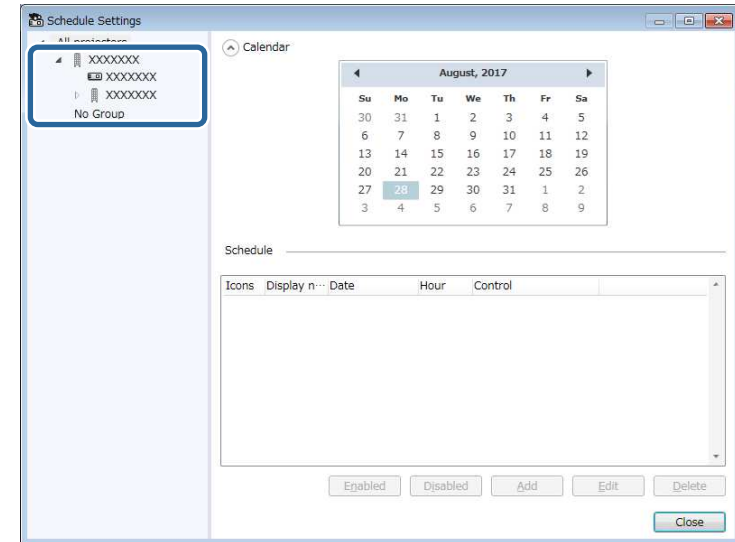 Schedule Settings
All projectors
XXXXXXX
XXXXXXX
XXXXXXX
No Group
Calendar
August, 2017
Su Mo Tu We Th Fr Sa
30 31 1 2 3 4 5
6 7 8 9 10 11 12
13 14 15 16 17 18 19
20 21 22 23 24 25 26
27 28 29 30 31 1 2
3 4 5 6 7 8 9
Schedule
Icons Display n··· Date Hour Control
Enabled Disabled Add Edit Delete
Close